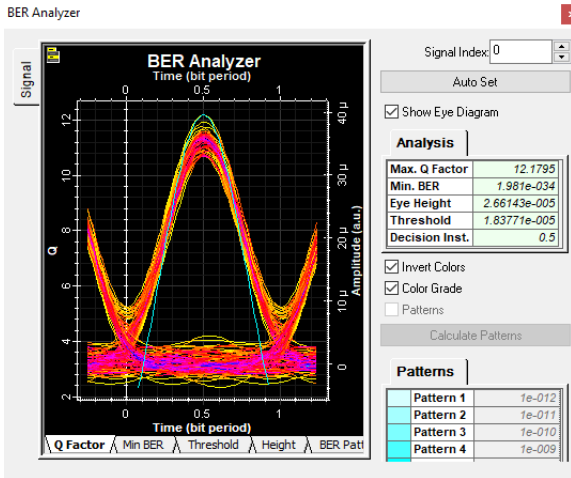 BER Analyzer
Signal Index: 0
Signal
BER Analyzer
Time (bit period)
0 0.5 1
12
10
8
6
4
2
Q
40 µ
30 µ
20 µ
10 µ
0
Amplitude (a.u.)
0 0.5 1
Time (bit period)
Q Factor Min BER Threshold Height BER Patt
Auto Set
Show Eye Diagram
Analysis
Max. Q Factor 12.1795
Min. BER 1.981e-034
Eye Height 2.66143e-005
Threshold 1.83771e-005
Decision Inst. 0.5
Invert Colors
Color Grade
Patterns
Calculate Patterns
Patterns
Pattern 1 1e-012
Pattern 2 1e-011
Pattern 3 1e-010
Pattern 4 1e-009